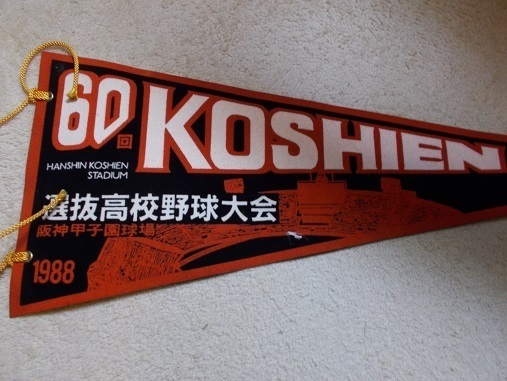 60回 KOSHIEN
HANSHIN KOSHIEN
STADIUM
選抜高校野球大会
阪神甲子園球場
1988